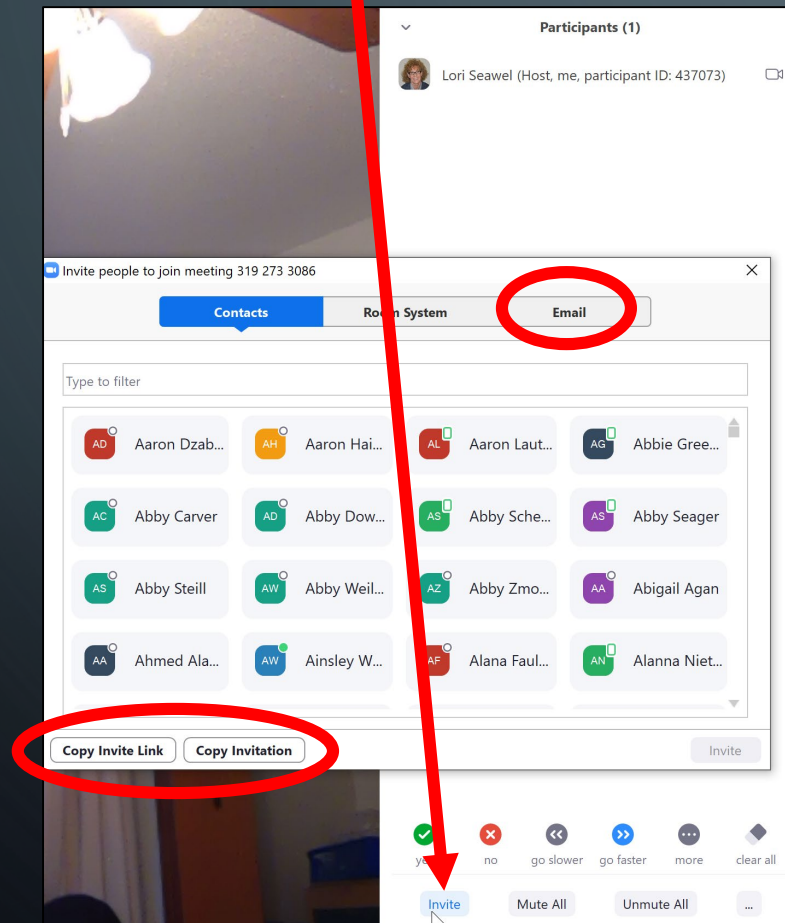 Participants (1)
Lori Seawel (Host, me, participant ID: 437073)
Invite people to join meeting 319 273 3086
Contacts Room System Email
Type to filter
AD Aaron Dzab... AH Aaron Hai... AL Aaron Laut... AG Abbie Gree...
AC Abby Carver AD Abby Dow... AS Abby Sche... AS Abby Seager
AS Abby Steill AW Abby Weil... AZ Abby Zmo... AA Abigail Agan
AA Ahmed Ala... AW Ainsley W... AF Alana Faul... AN Alanna Niet...
Copy Invite Link Copy Invitation Invite
yes no go slower go faster more clear all
Invite Mute All Unmute All ...